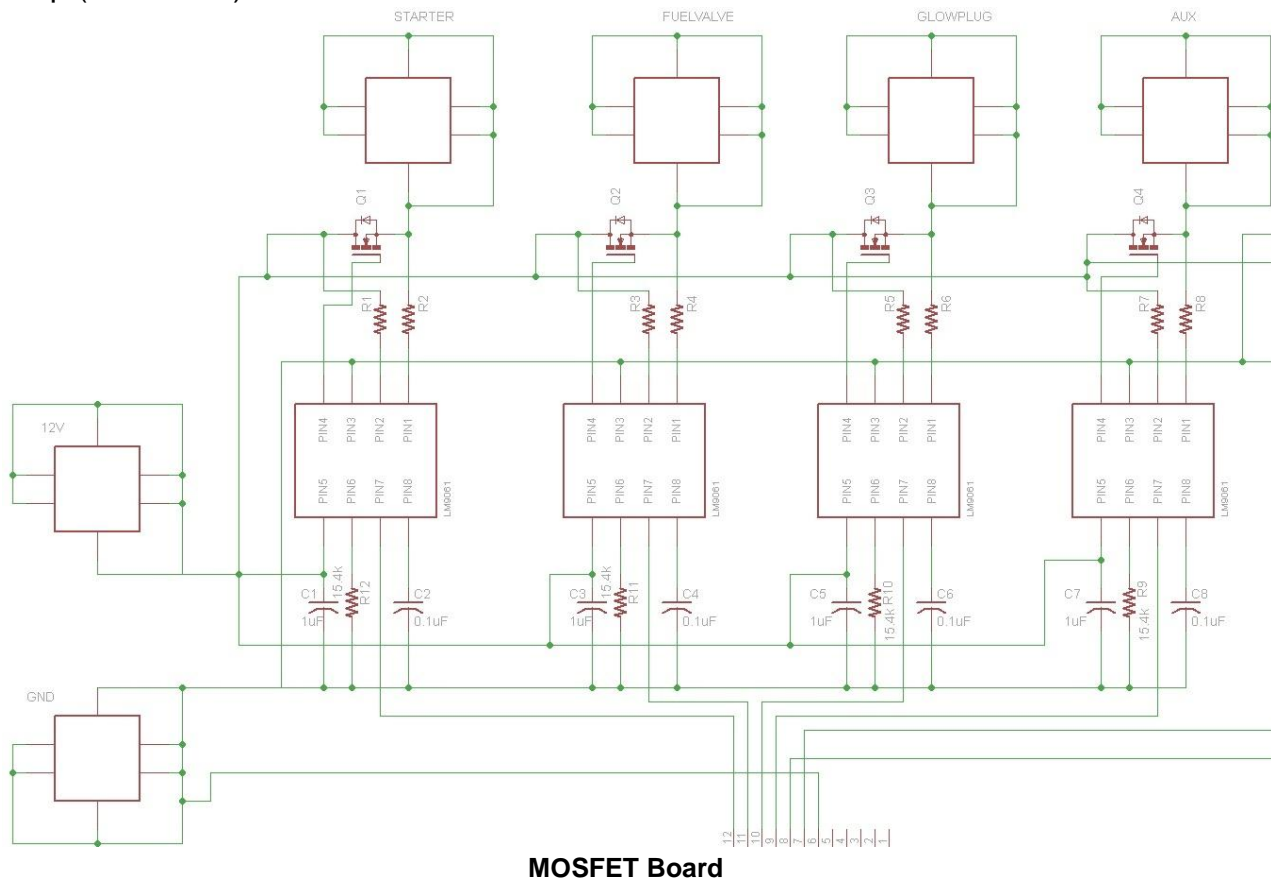 STARTER
FUELVALVE
GLOWPLUG
AUX
Q1
Q2
Q3
Q4
R1
R2
R3
R4
R5
R6
R7
R8
12V
PIN4 PIN3 PIN2 PIN1
PIN5 PIN6 PIN7 PIN8
LM9061
PIN4 PIN3 PIN2 PIN1
PIN5 PIN6 PIN7 PIN8
LM9061
PIN4 PIN3 PIN2 PIN1
PIN5 PIN6 PIN7 PIN8
LM9061
PIN4 PIN3 PIN2 PIN1
PIN5 PIN6 PIN7 PIN8
LM9061
C1
1uF
15.4k
R12
C2
0.1uF
C3
1uF
15.4k
R11
C4
0.1uF
C5
1uF
R10
15.4k
C6
0.1uF
C7
1uF
R9
15.4k
C8
0.1uF
GND
12 11 10 9 8 7 6 5 4 3 2 1
MOSFET Board